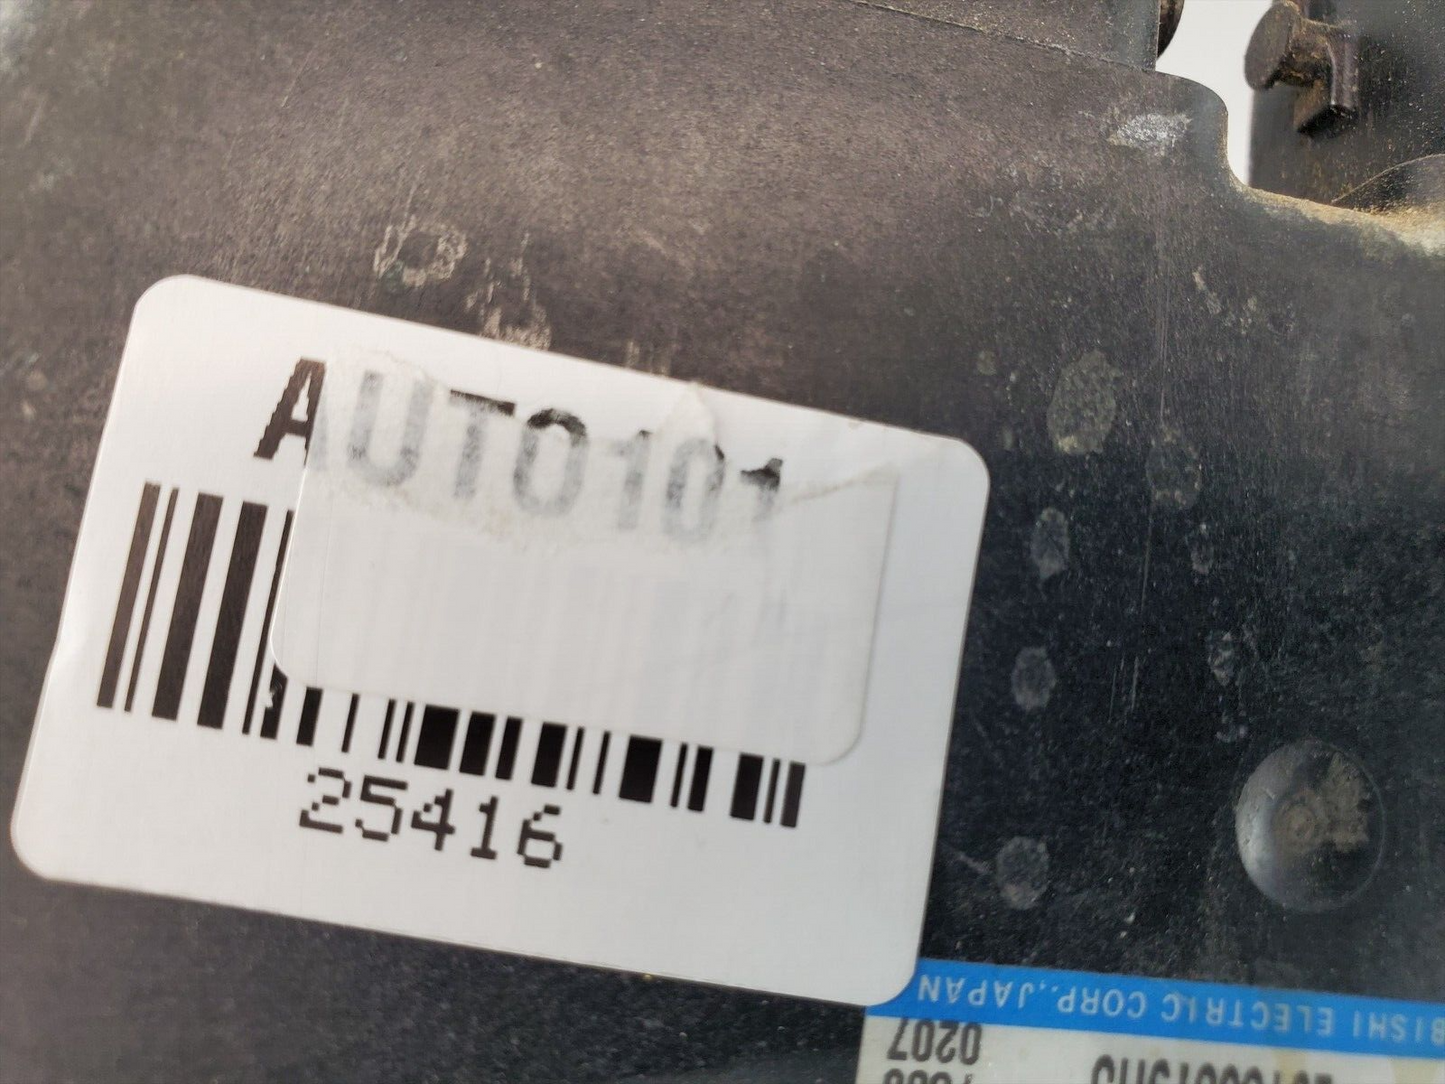 AUTO101
25416
BISHI ELECTRIC CORP.,JAPAN
0207